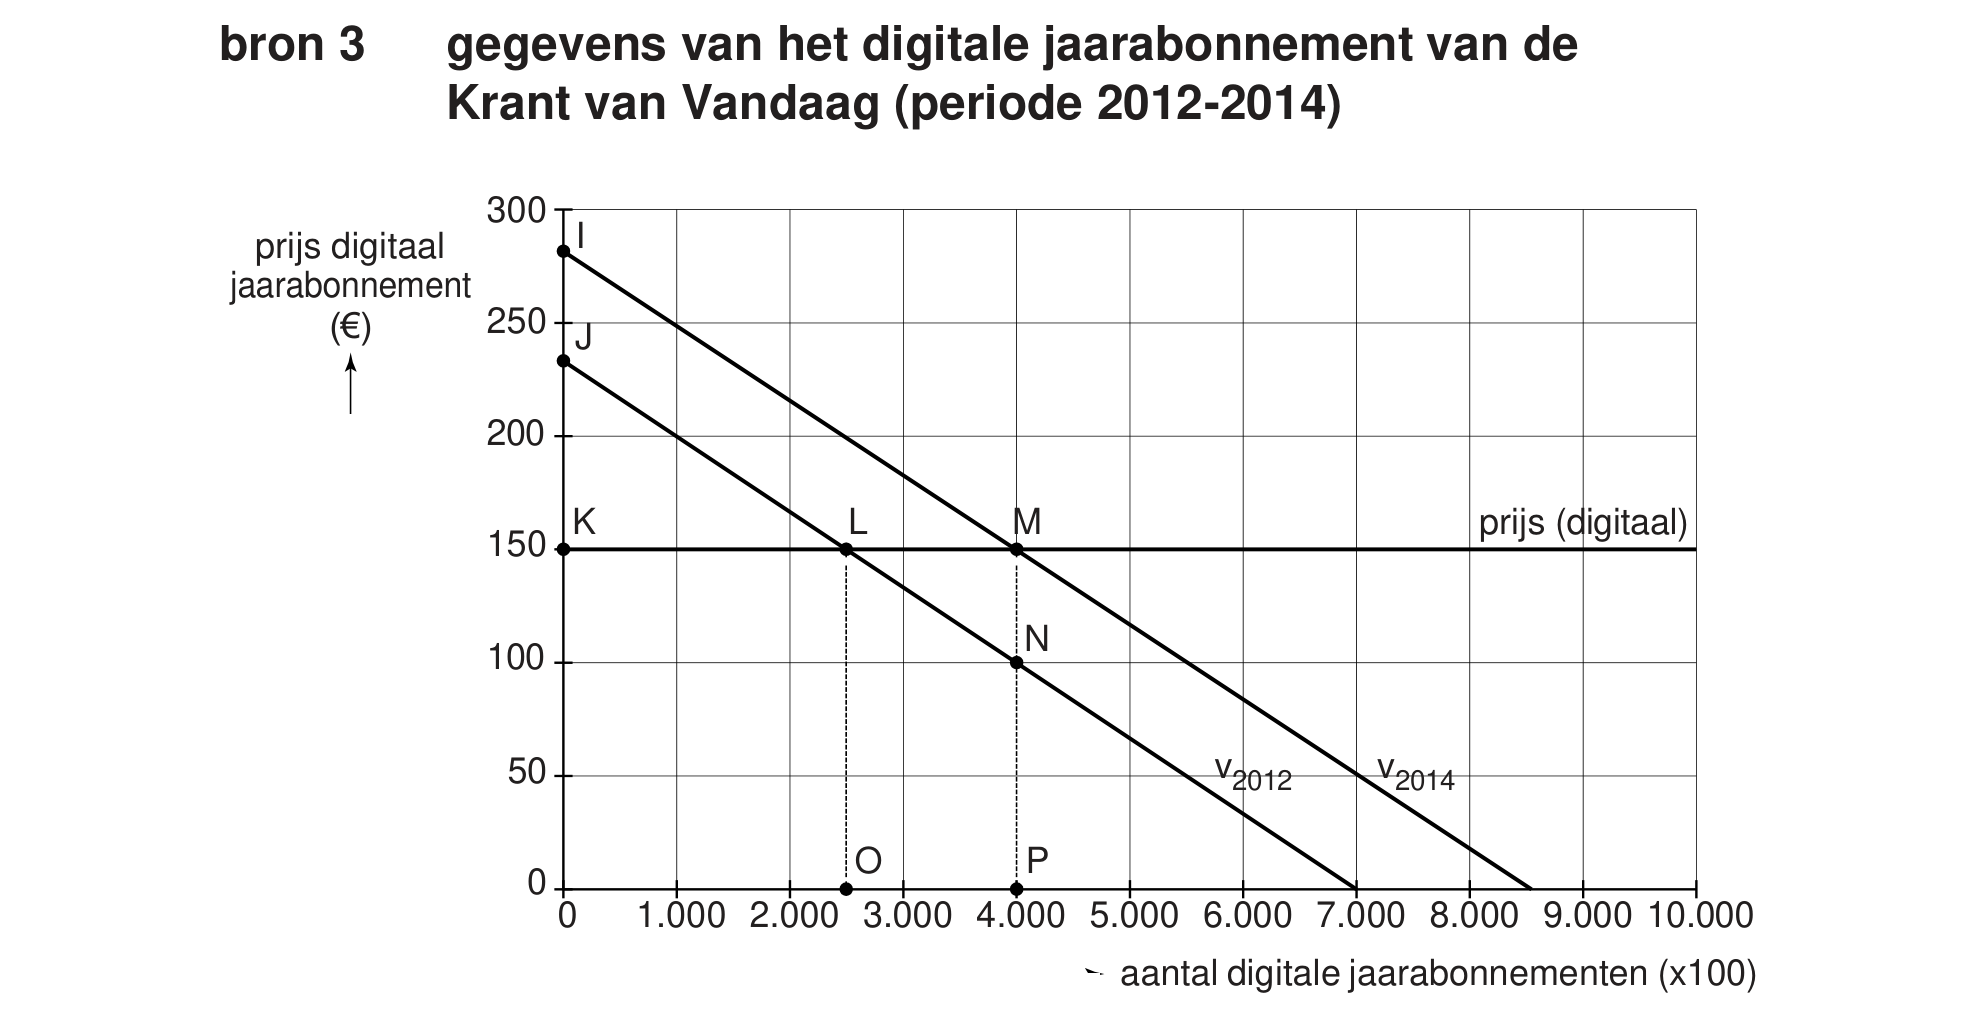 bron 3 gegevens van het digitale jaarabonnement van de
Krant van Vandaag (periode 2012-2014)
prijs digitaal
jaarabonnement
(€)
300
250
200
150
100
50
0
I
J
K
L
M
prijs (digitaal)
N
v2012
v2014
O
P
0 1.000 2.000 3.000 4.000 5.000 6.000 7.000 8.000 9.000 10.000
aantal digitale jaarabonnementen (x100)